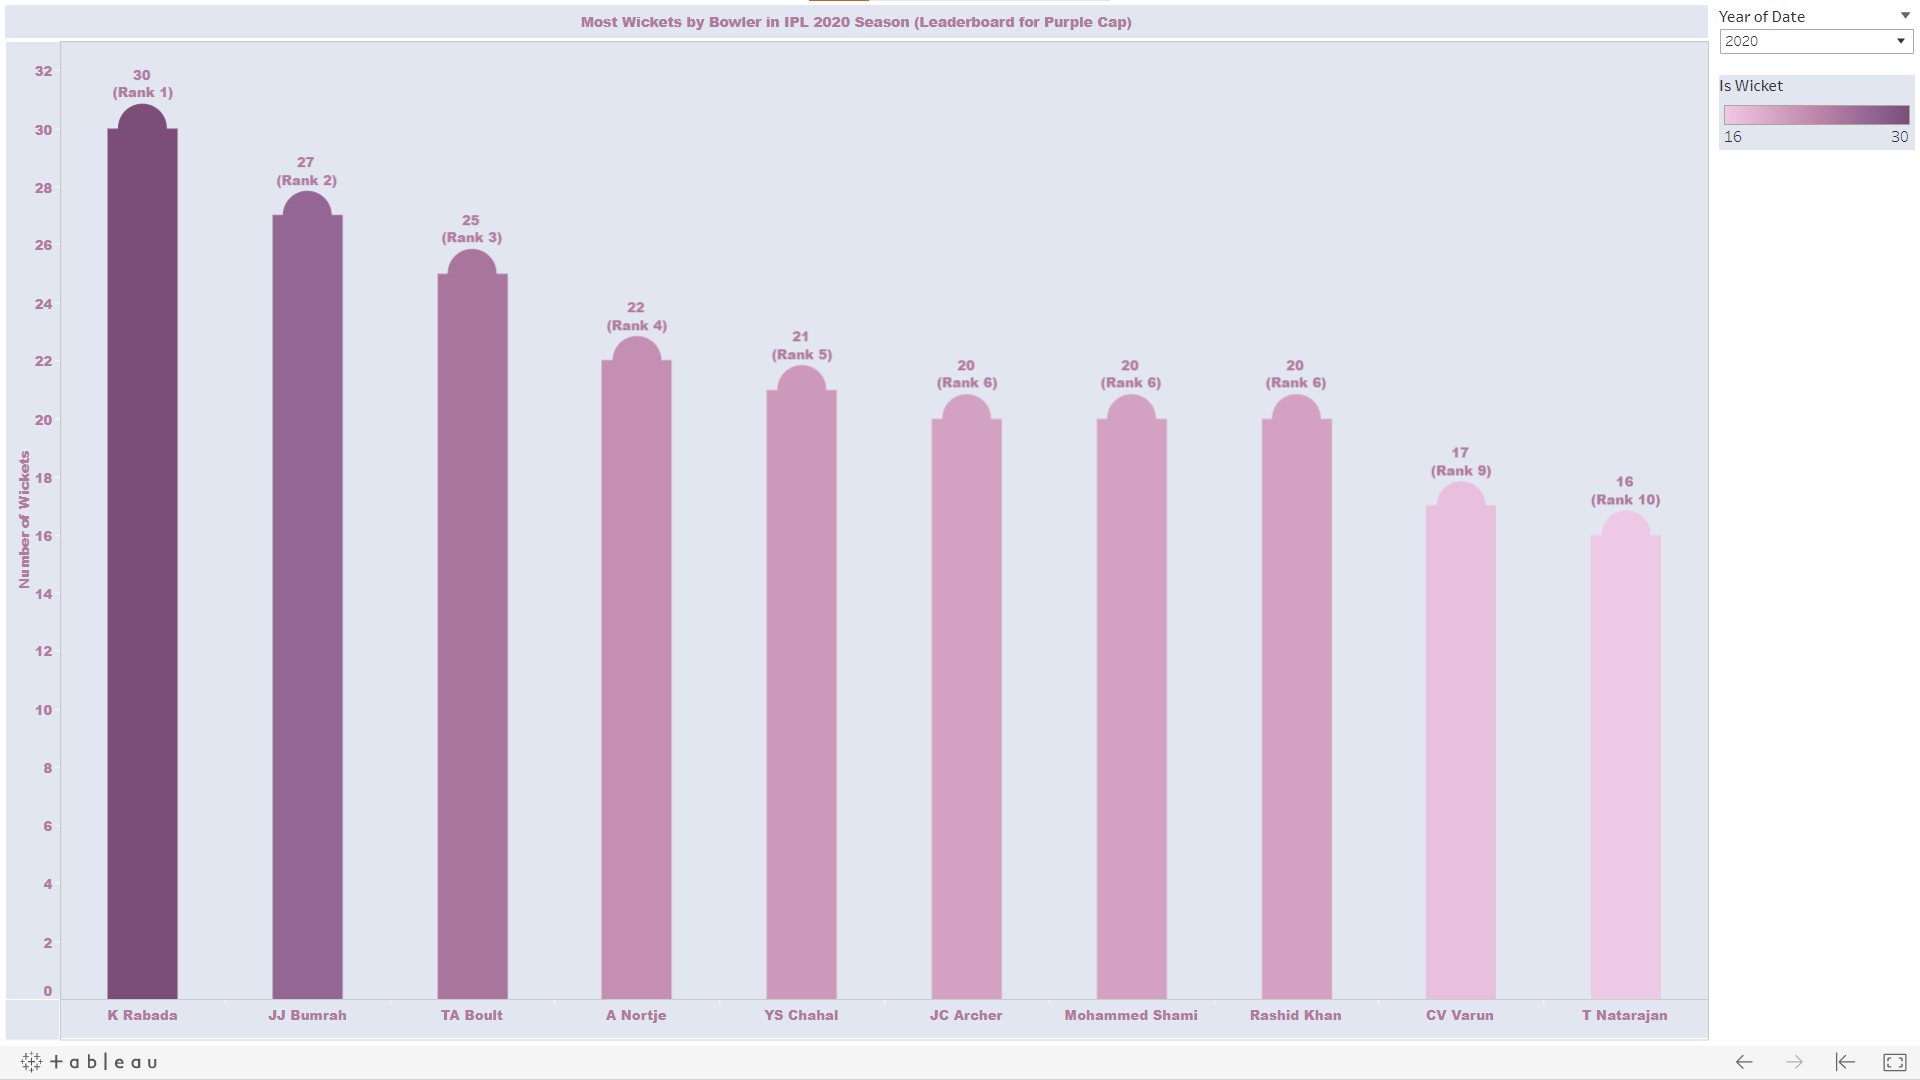 Most Wickets by Bowler in IPL 2020 Season (Leaderboard for Purple Cap)
Year of Date
2020
Is Wicket
16 30
Number of Wickets
32
30
28
26
24
22
20
18
16
14
12
10
8
6
4
2
0
30
(Rank 1)
27
(Rank 2)
25
(Rank 3)
22
(Rank 4)
21
(Rank 5)
20
(Rank 6)
20
(Rank 6)
20
(Rank 6)
17
(Rank 9)
16
(Rank 10)
K Rabada JJ Bumrah TA Boult A Nortje YS Chahal JC Archer Mohammed Shami Rashid Khan CV Varun T Natarajan
+ a b l e a u